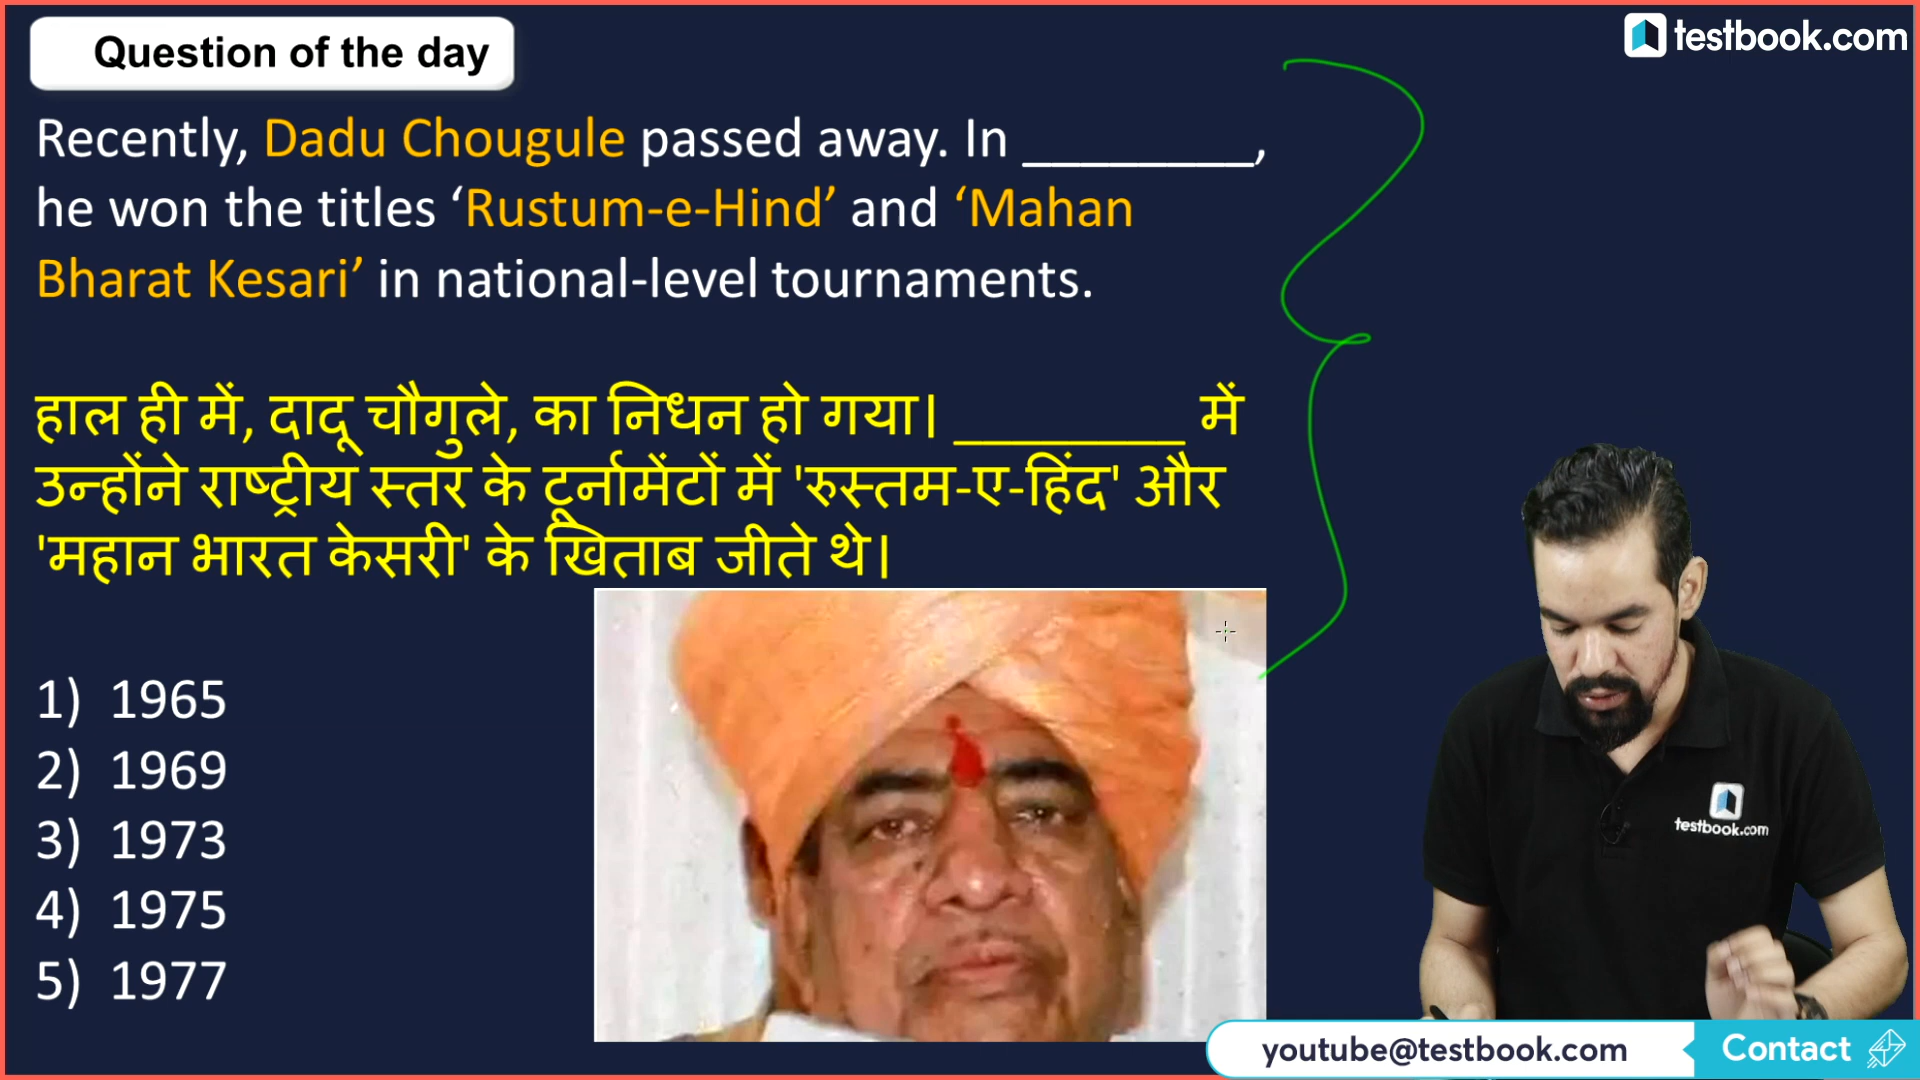 Question of the day
testbook.com
Recently, Dadu Chougule passed away. In ________,
he won the titles ‘Rustum-e-Hind’ and ‘Mahan
Bharat Kesari’ in national-level tournaments.
हाल ही में, दादू चौगुले, का निधन हो गया। ________ में
उन्होंने राष्ट्रीय स्तर के टूर्नामेंटों में 'रुस्तम-ए-हिंद' और
'महान भारत केसरी' के खिताब जीते थे।
1) 1965
2) 1969
3) 1973
4) 1975
5) 1977
testbook.com
youtube@testbook.com
Contact